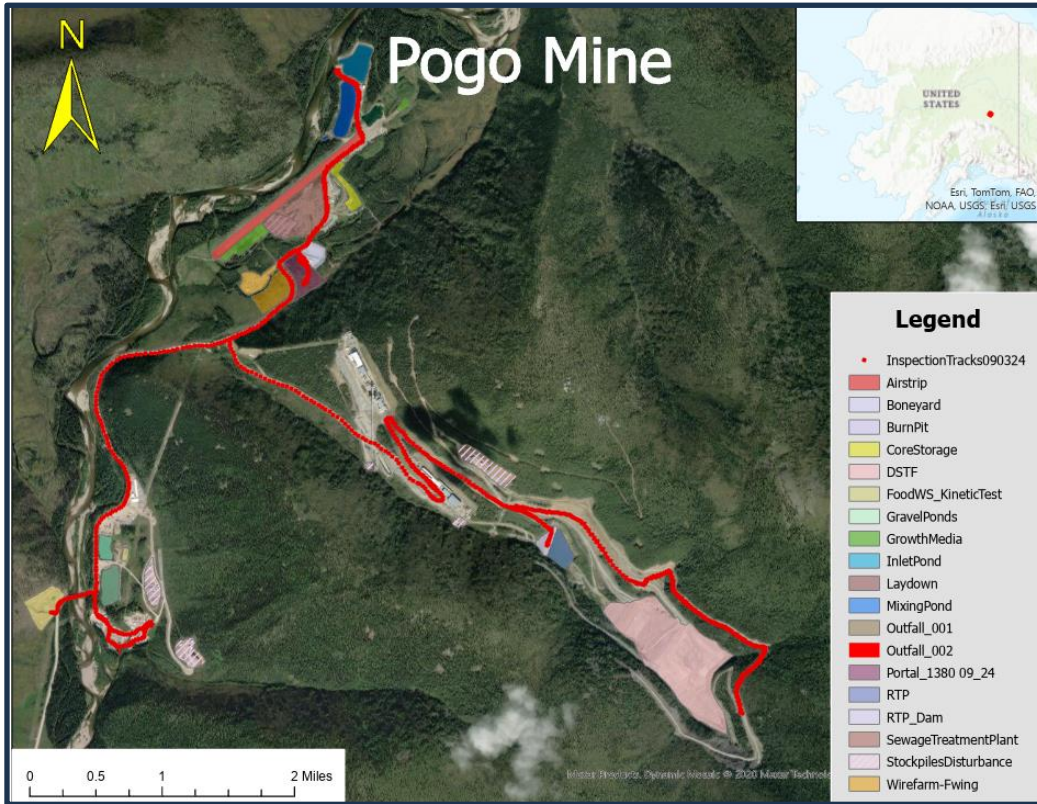 N
Pogo Mine
UNITED
STATES
Esri, TomTom, FAO,
NOAA, USGS, Esri, USGS
Alaska
Legend
InspectionTracks090324
Airstrip
Boneyard
BurnPit
CoreStorage
DSTF
FoodWS_KineticTest
GravelPonds
GrowthMedia
InletPond
Laydown
MixingPond
Outfall_001
Outfall_002
Portal_1380 09_24
RTP
RTP_Dam
SewageTreatmentPlant
StockpilesDisturbance
Wirefarm-Fwing
0 0.5 1 2 Miles
Maxar Products. Dynamic Mosaic © 2020 Maxar Technolo